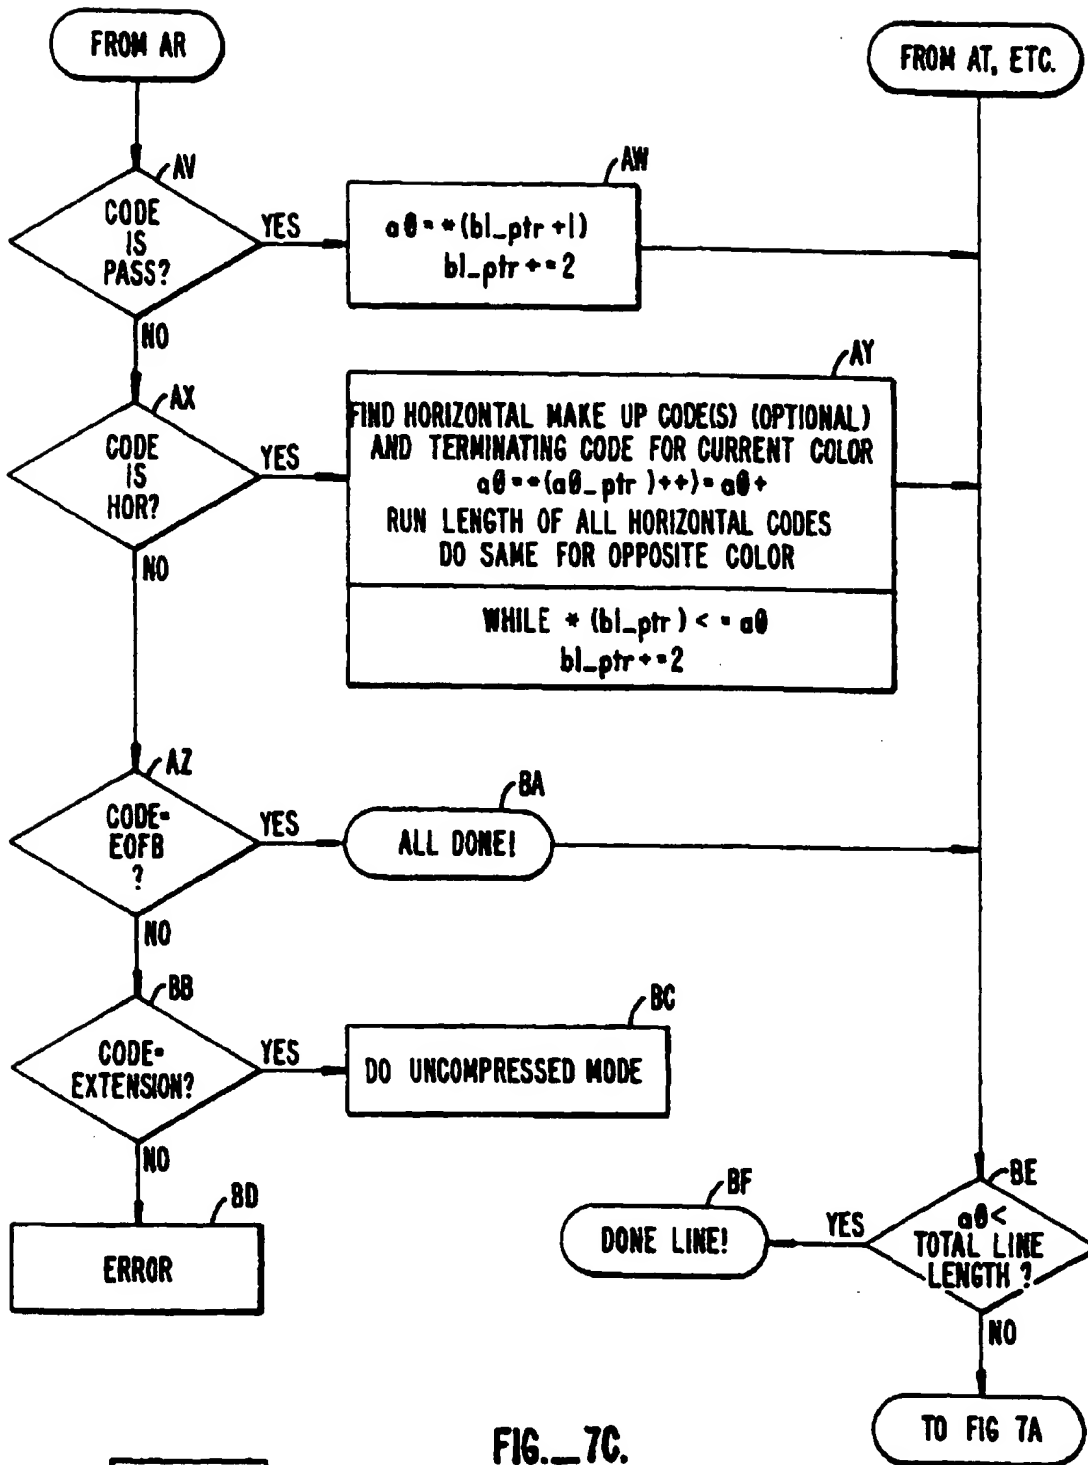 FROM AR
FROM AT, ETC.
AV
CODE
IS
PASS?
YES
NO
AW
a0=*(bl_ptr+1)
bl_ptr+=2
AX
CODE
IS
HOR?
YES
NO
AY
FIND HORIZONTAL MAKE UP CODE(S) (OPTIONAL)
AND TERMINATING CODE FOR CURRENT COLOR
a0=*(a0_ptr)++)=a0+
RUN LENGTH OF ALL HORIZONTAL CODES
DO SAME FOR OPPOSITE COLOR
WHILE *(bl_ptr)<=a0
bl_ptr+=2
AZ
CODE=
EOFB
?
YES
NO
BA
ALL DONE!
BB
CODE=
EXTENSION?
YES
NO
BC
DO UNCOMPRESSED MODE
BD
ERROR
BE
a0<
TOTAL LINE
LENGTH?
YES
NO
BF
DONE LINE!
TO FIG 7A
FIG._7C.